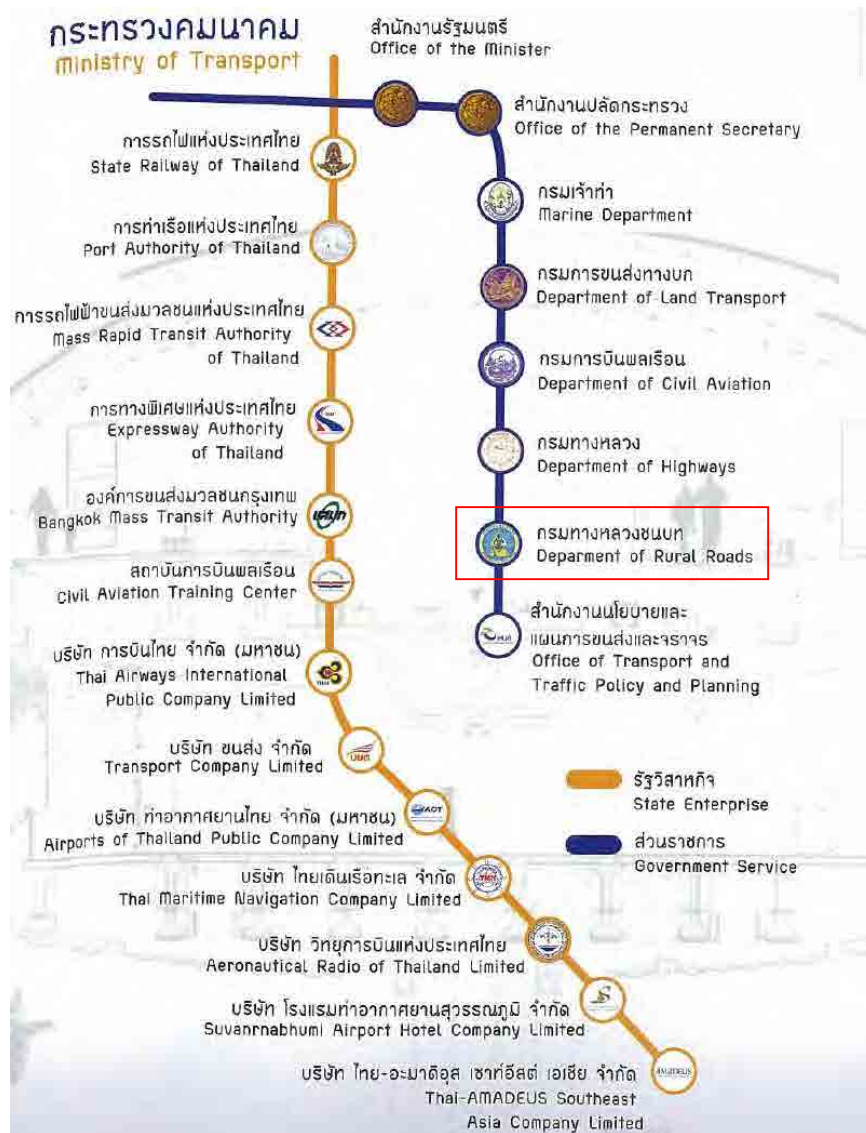 กระทรวงคมนาคม
Ministry of Transport
สำนักงานรัฐมนตรี
Office of the Minister
สำนักงานปลัดกระทรวง
Office of the Permanent Secretary
การรถไฟแห่งประเทศไทย
State Railway of Thailand
กรมเจ้าท่า
Marine Department
การท่าเรือแห่งประเทศไทย
Port Authority of Thailand
กรมการขนส่งทางบก
Department of Land Transport
การรถไฟฟ้าขนส่งมวลชนแห่งประเทศไทย
Mass Rapid Transit Authority
of Thailand
กรมการบินพลเรือน
Department of Civil Aviation
การทางพิเศษแห่งประเทศไทย
Expressway Authority
of Thailand
กรมทางหลวง
Department of Highways
องค์การขนส่งมวลชนกรุงเทพ
Bangkok Mass Transit Authority
กรมทางหลวงชนบท
Deparment of Rural Roads
สถาบันการบินพลเรือน
Civil Aviation Training Center
สำนักงานนโยบายและ
แผนการขนส่งและจราจร
Office of Transport and
Traffic Policy and Planning
บริษัท การบินไทย จำกัด (มหาชน)
Thai Airways International
Public Company Limited
THAI
บริษัท ขนส่ง จำกัด
Transport Company Limited
บขส
รัฐวิสาหกิจ
State Enterprise
บริษัท ท่าอากาศยานไทย จำกัด (มหาชน)
Airports of Thailand Public Company Limited
AOT
ส่วนราชการ
Government Service
บริษัท ไทยเดินเรือทะเล จำกัด
Thai Maritime Navigation Company Limited
บริษัท วิทยุการบินแห่งประเทศไทย
Aeronautical Radio of Thailand Limited
บริษัท โรงแรมท่าอากาศยานสุวรรณภูมิ จำกัด
Suvanrnabhumi Airport Hotel Company Limited
บริษัท ไทย-อะมาดิอุส เซาท์อีสต์ เอเชีย จำกัด
Thai-AMADEUS Southeast
Asia Company Limited
AMADEUS